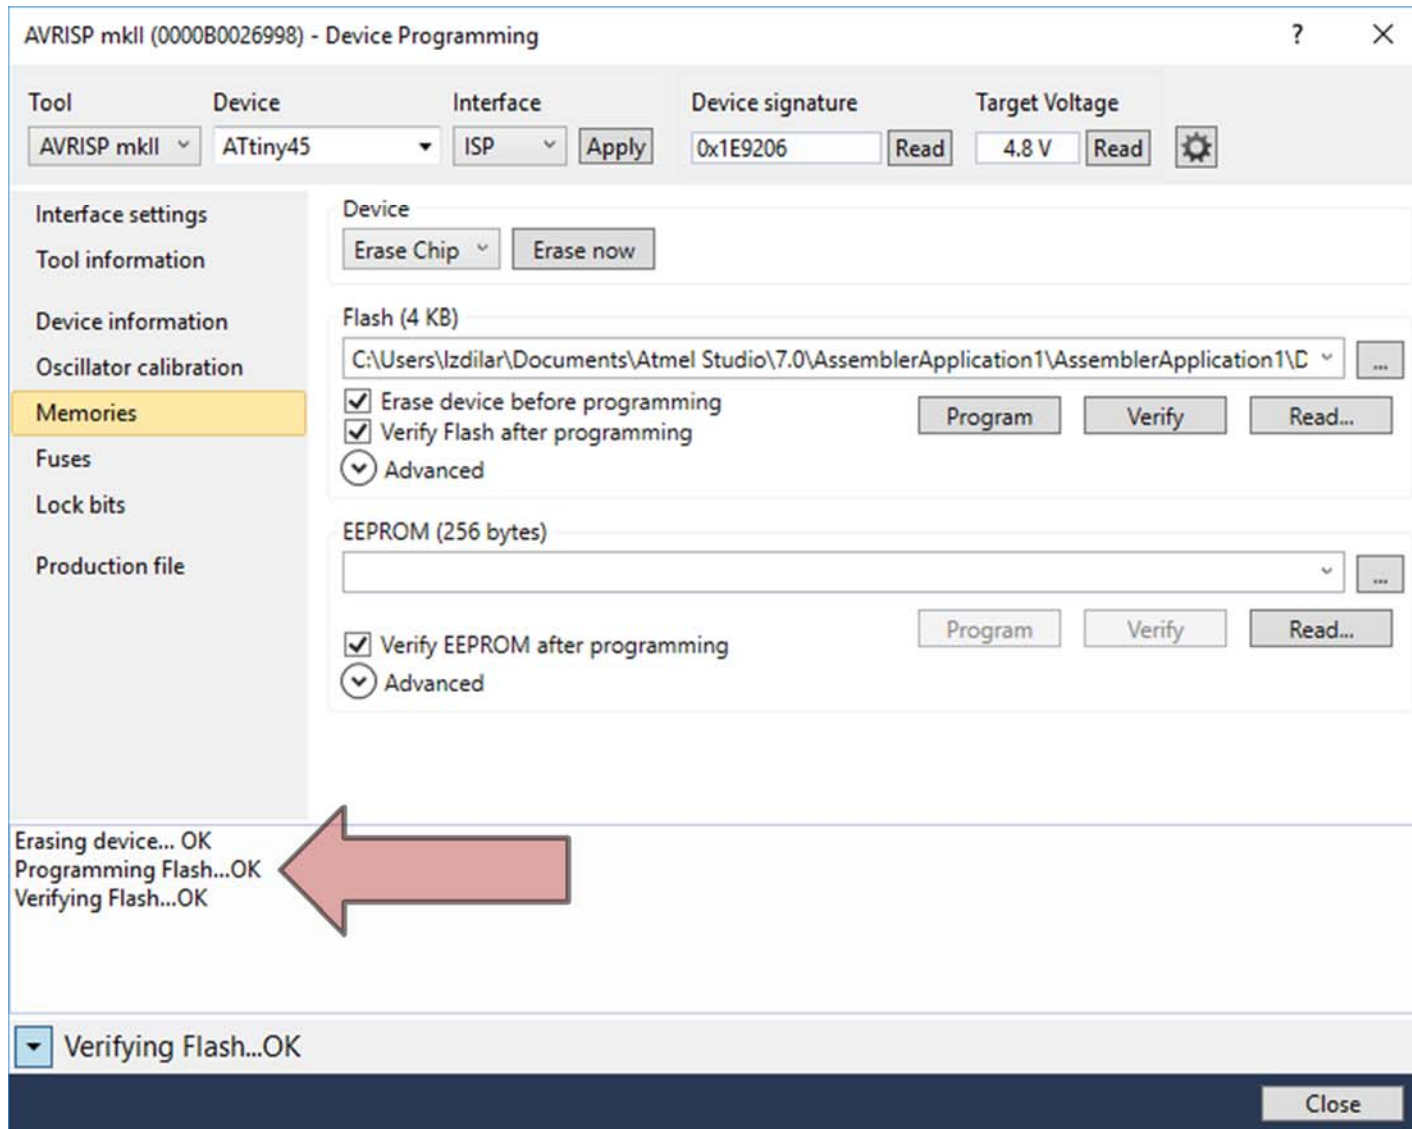 AVRISP mkII (0000B0026998) - Device Programming ?
Tool Device Interface Device signature Target Voltage
AVRISP mkII ATtiny45 ISP Apply 0x1E9206 Read 4.8 V Read
Interface settings
Tool information
Device information
Oscillator calibration
Memories
Fuses
Lock bits
Production file
Device
Erase Chip Erase now
Flash (4 KB)
C:\Users\Izdilar\Documents\Atmel Studio\7.0\AssemblerApplication1\AssemblerApplication1\D ...
Erase device before programming
Verify Flash after programming
Program Verify Read...
Advanced
EEPROM (256 bytes)
...
Program Verify Read...
Verify EEPROM after programming
Advanced
Erasing device... OK
Programming Flash...OK
Verifying Flash...OK
Verifying Flash...OK
Close